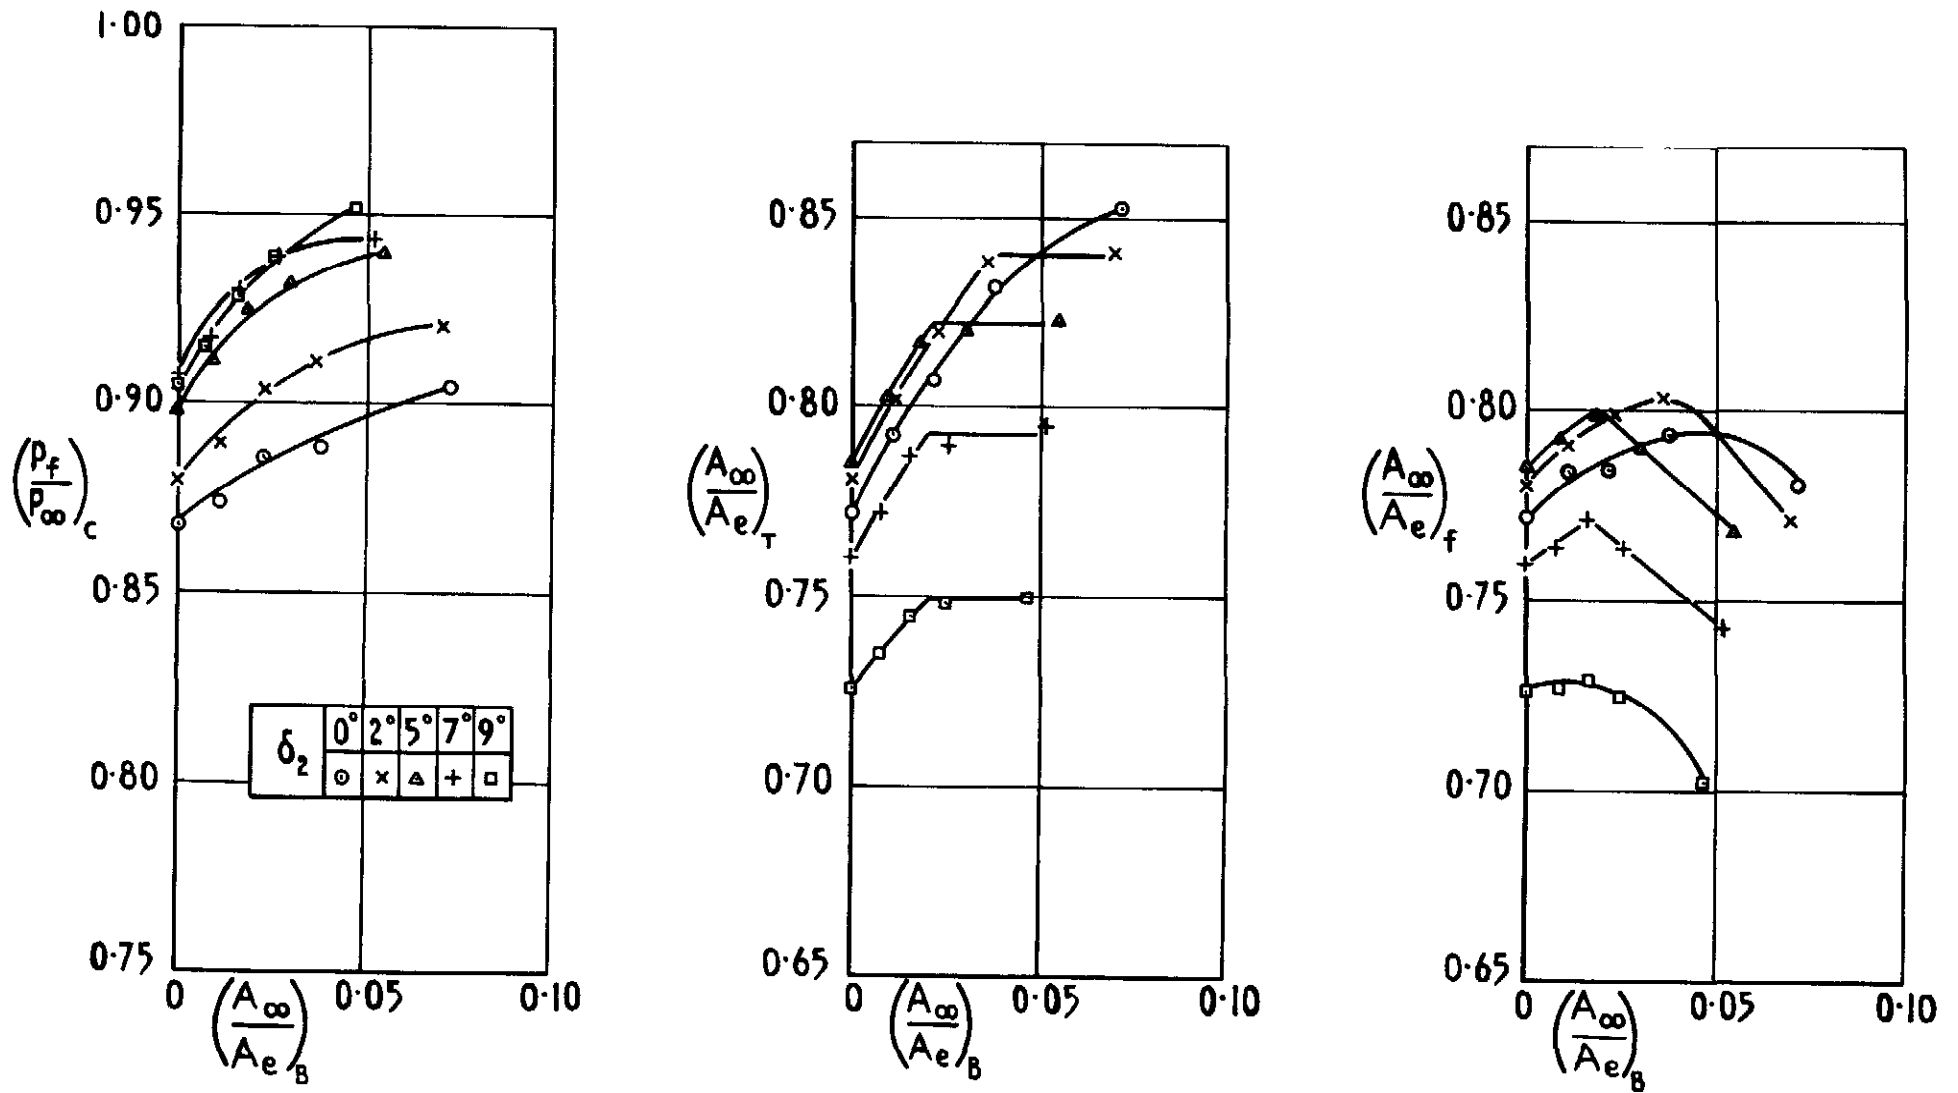 1·00
0·95
0·90
(p_f / p_∞)_c
0·85
0·80
0·75
0 0·05 0·10
(A_∞ / A_e)_B
δ₂ 0° 2° 5° 7° 9°
0·85
0·80
(A_∞ / A_e)_T
0·75
0·70
0·65
0 0·05 0·10
(A_∞ / A_e)_B
0·85
0·80
(A_∞ / A_e)_f
0·75
0·70
0·65
0 0·05 0·10
(A_∞ / A_e)_B